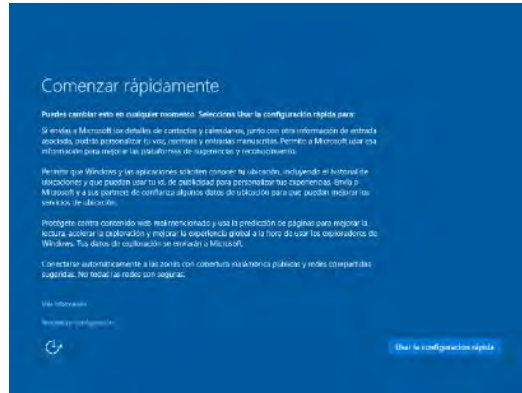 Comenzar rápidamente
Puedes cambiar esto en cualquier momento. Selecciona Usar la configuración rápida para:
Si envías a Microsoft los detalles de contactos y calendarios, junto con otra información de entrada
asociada, podrás personalizar tu voz, escritura y entradas manuscritas. Permite a Microsoft usar esa
información para mejorar las plataformas de sugerencias y reconocimiento.
Permite que Windows y las aplicaciones soliciten conocer tu ubicación, incluyendo el historial de
ubicaciones y que puedan usar tu id. de publicidad para personalizar tus experiencias. Envía a
Microsoft y a sus partners de confianza algunos datos de ubicación para que puedan mejorar los
servicios de ubicación.
Protégete contra contenido web malintencionado y usa la predicción de páginas para mejorar la
lectura, acelerar la exploración y mejorar la experiencia global a la hora de usar los exploradores de
Windows. Tus datos de exploración se enviarán a Microsoft.
Conectarse automáticamente a las zonas con cobertura inalámbrica públicas y redes compartidas
sugeridas. No todas las redes son seguras.
Más información
configuración
Usar la configuración rápida